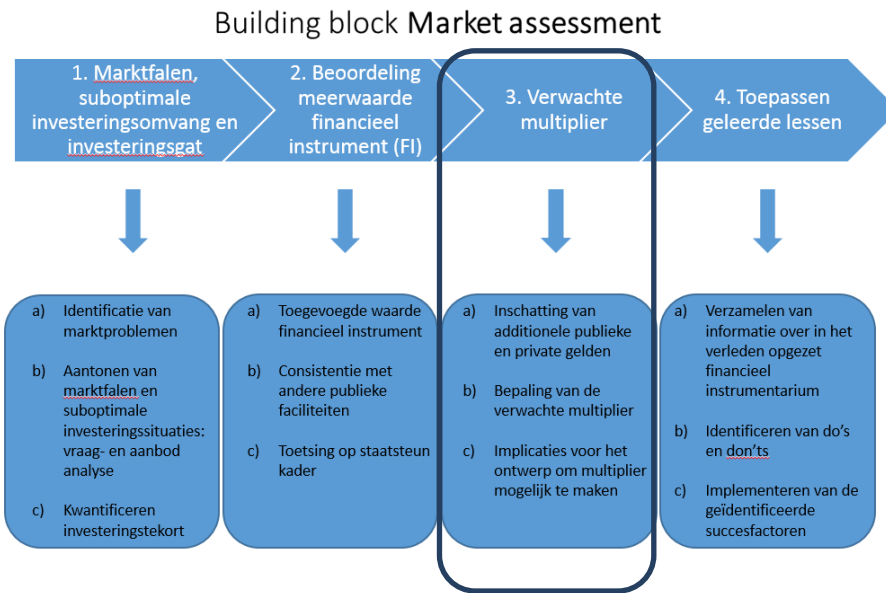 Building block Market assessment
1. Marktfalen,
suboptimale
investeringsomvang en
investeringsgat
2. Beoordeling
meerwaarde
financieel
instrument (FI)
3. Verwachte
multiplier
4. Toepassen
geleerde lessen
a) Identificatie van
marktproblemen
b) Aantonen van
marktfalen en
suboptimale
investeringssituaties:
vraag- en aanbod
analyse
c) Kwantificeren
investeringstekort
a) Toegevoegde waarde
financieel instrument
b) Consistentie met
andere publieke
faciliteiten
c) Toetsing op staatsteun
kader
a) Inschatting van
additionele publieke
en private gelden
b) Bepaling van de
verwachte multiplier
c) Implicaties voor het
ontwerp om multiplier
mogelijk te maken
a) Verzamelen van
informatie over in het
verleden opgezet
financieel
instrumentarium
b) Identificeren van do's
en don'ts
c) Implementeren van de
geïdentificeerde
succesfactoren